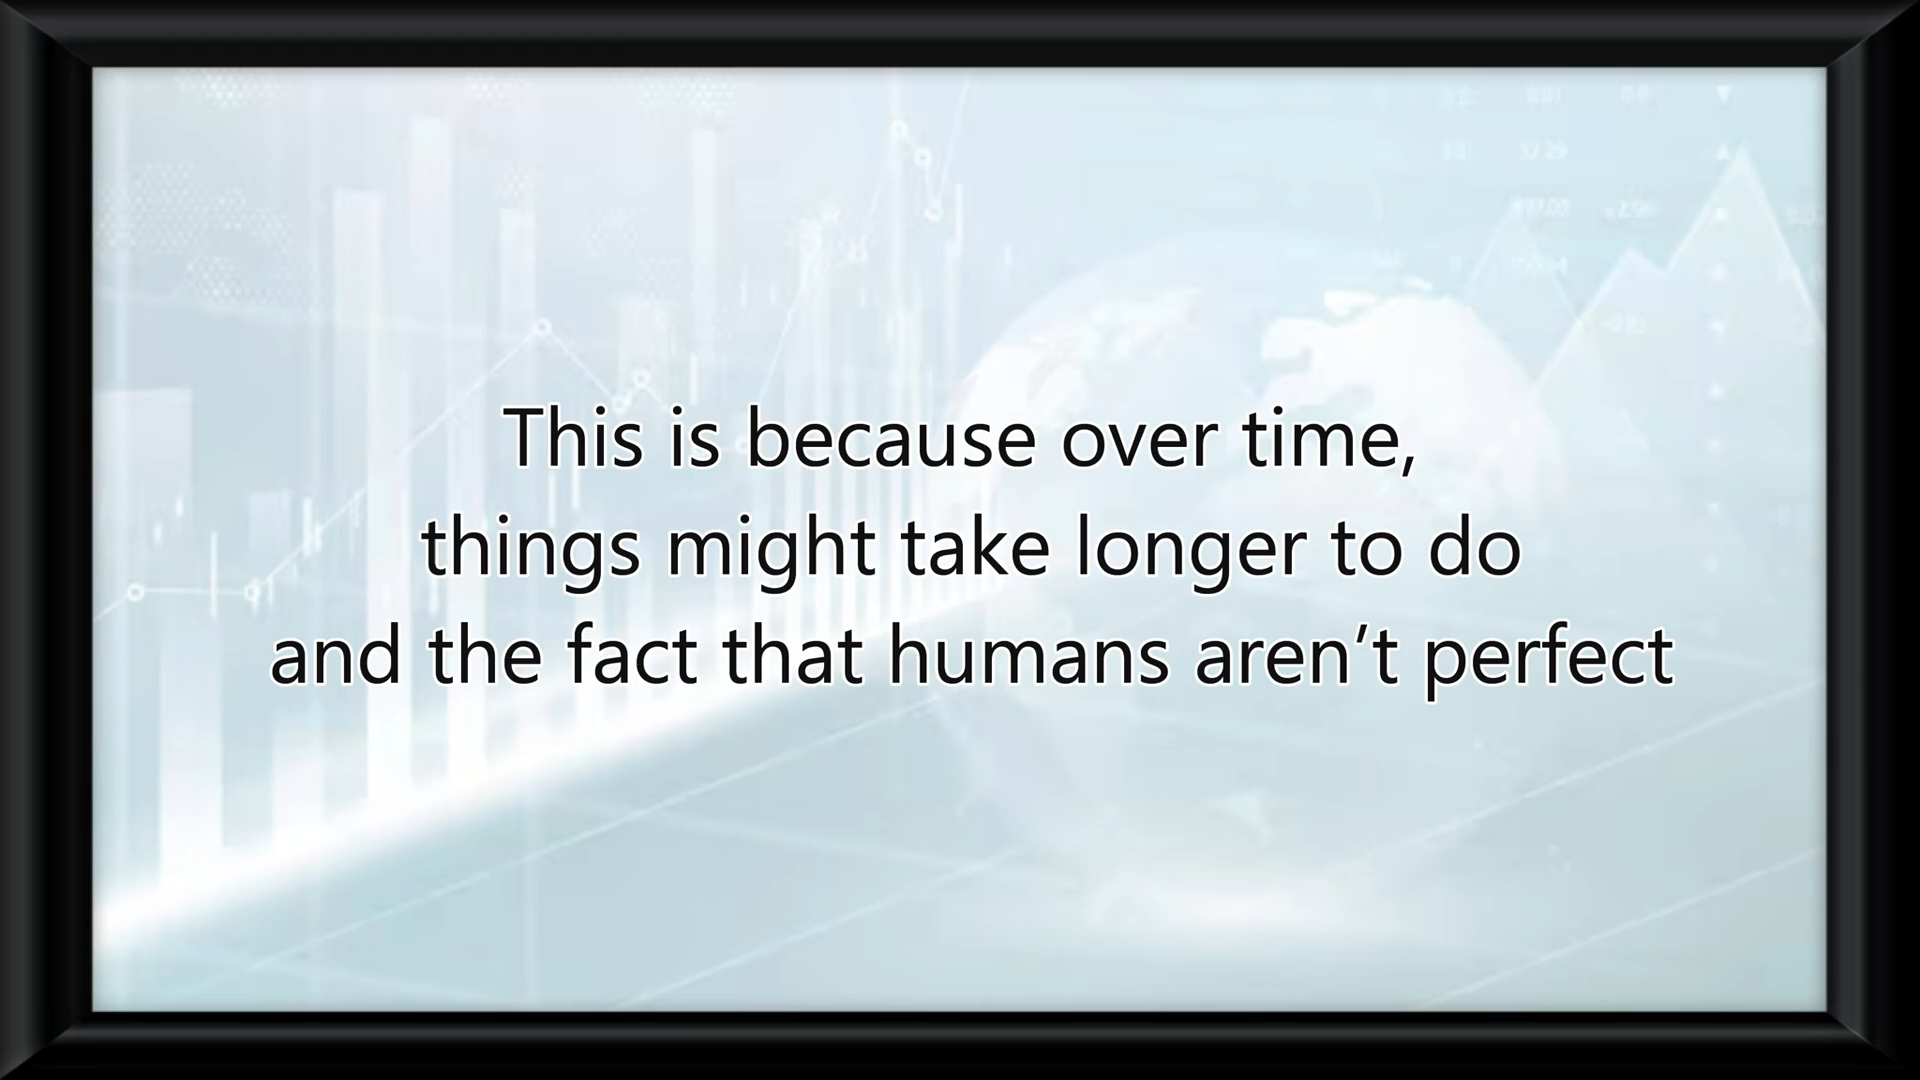 This is because over time,
things might take longer to do
and the fact that humans aren’t perfect